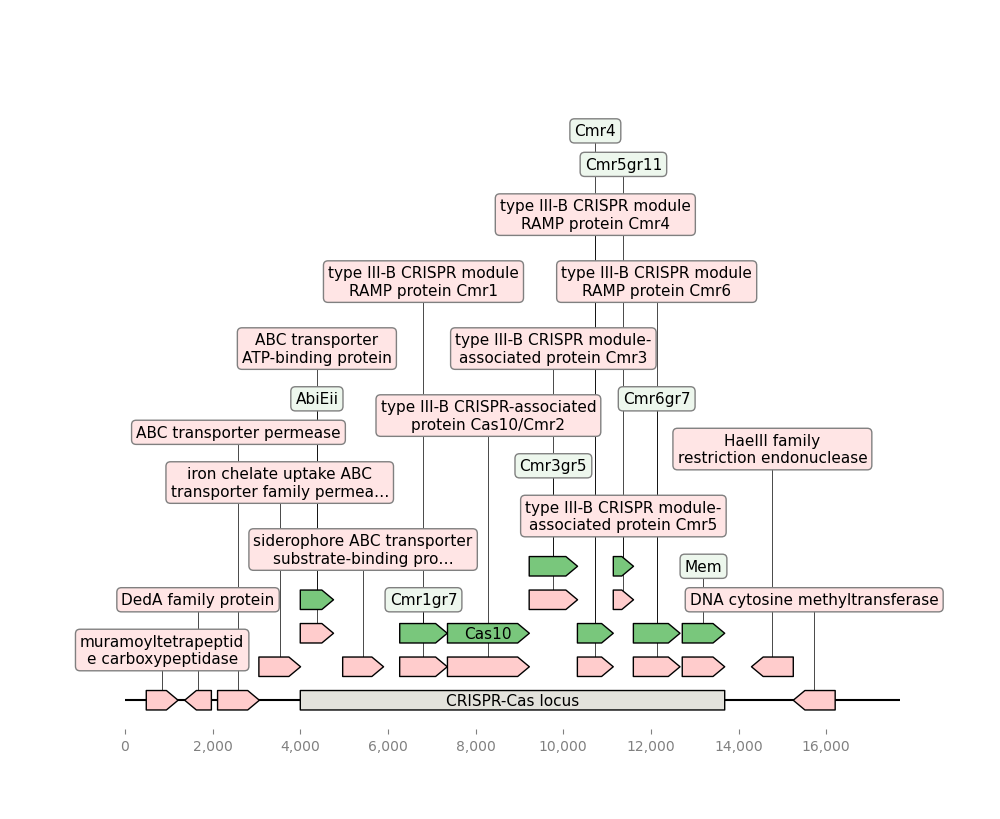 Cmr4
Cmr5gr11
type III-B CRISPR module
RAMP protein Cmr4
type III-B CRISPR module
RAMP protein Cmr1
type III-B CRISPR module
RAMP protein Cmr6
ABC transporter
ATP-binding protein
type III-B CRISPR module-
associated protein Cmr3
AbiEii
Cmr6gr7
type III-B CRISPR-associated
protein Cas10/Cmr2
ABC transporter permease
HaeIII family
restriction endonuclease
Cmr3gr5
iron chelate uptake ABC
transporter family permea…
type III-B CRISPR module-
associated protein Cmr5
siderophore ABC transporter
substrate-binding pro…
Mem
DedA family protein
Cmr1gr7
DNA cytosine methyltransferase
Cas10
muramoyltetrapeptid
e carboxypeptidase
CRISPR-Cas locus
0 2,000 4,000 6,000 8,000 10,000 12,000 14,000 16,000